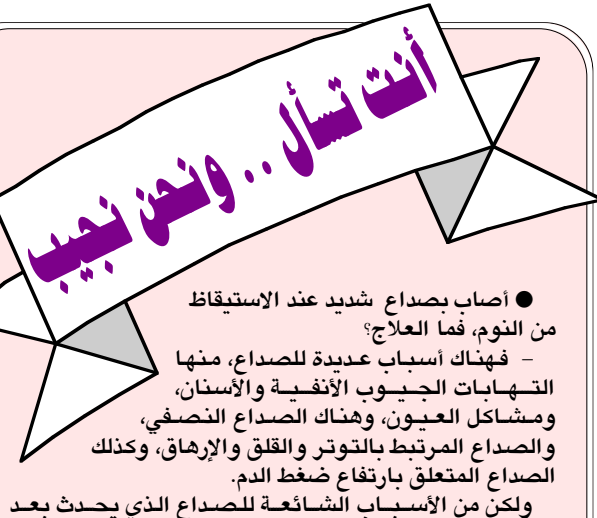 أنت تسأل .. ونحن نجيب
● أصاب بصداع شديد عند الاستيقاظ
من النوم، فما العلاج؟
– فهناك أسباب عديدة للصداع، منها
التهابات الجيوب الأنفية والأسنان،
ومشاكل العيون، وهناك الصداع النصفي،
والصداع المرتبط بالتوتر والقلق والإرهاق، وكذلك
الصداع المتعلق بارتفاع ضغط الدم.
ولكن من الأسباب الشائعة للصداع الذي يحدث بعد